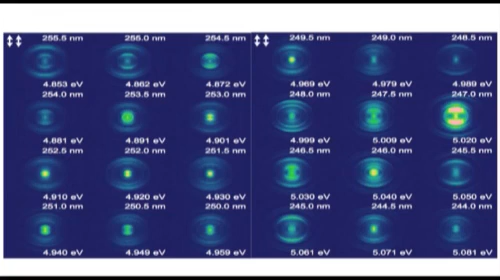 255.5 nm 255.0 nm 254.5 nm 249.5 nm 249.0 nm 248.5 nm
4.853 eV 4.862 eV 4.872 eV 4.969 eV 4.979 eV 4.989 eV
254.0 nm 253.5 nm 253.0 nm 248.0 nm 247.5 nm 247.0 nm
4.881 eV 4.891 eV 4.901 eV 4.999 eV 5.009 eV 5.020 eV
252.5 nm 252.0 nm 251.5 nm 246.5 nm 246.0 nm 245.5 nm
4.910 eV 4.920 eV 4.930 eV 5.030 eV 5.040 eV 5.050 eV
251.0 nm 250.5 nm 250.0 nm 245.0 nm 244.5 nm 244.0 nm
4.940 eV 4.949 eV 4.959 eV 5.061 eV 5.071 eV 5.081 eV